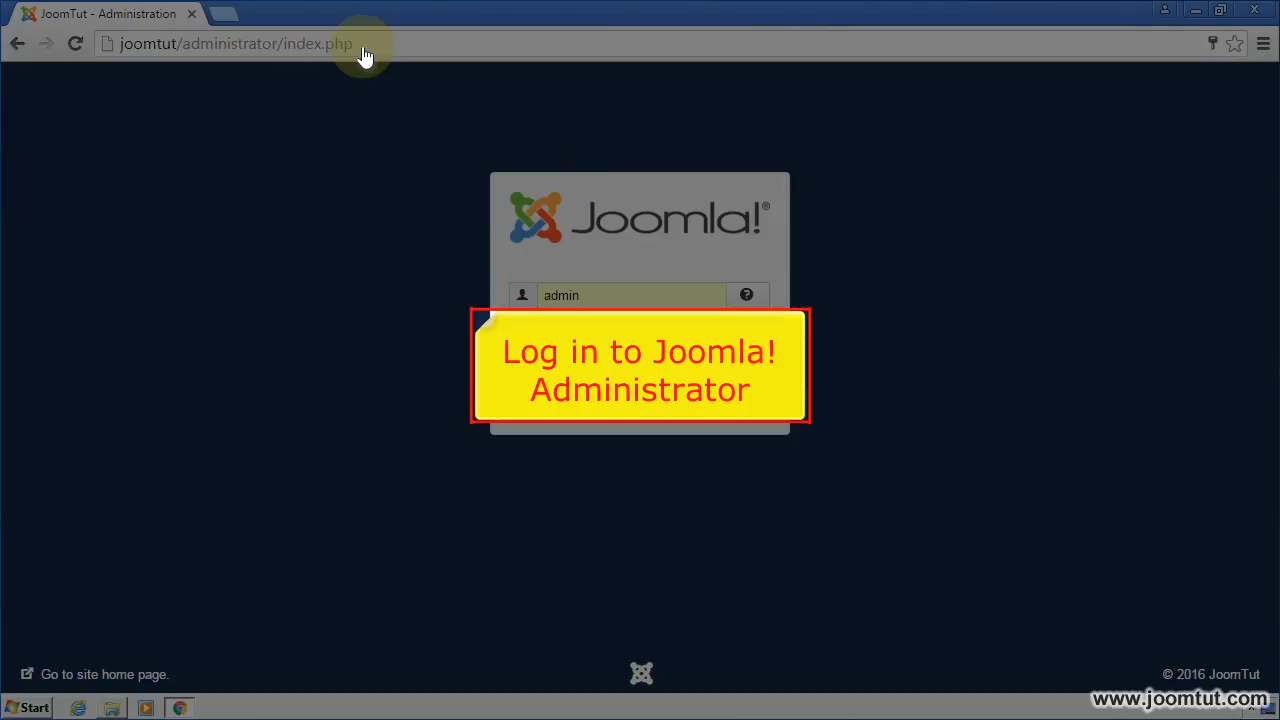 JoomTut - Administration
joomtut/administrator/index.php
Joomla!®
admin
Log in to Joomla!
Administrator
Go to site home page.
© 2016 JoomTut
Start
www.joomtut.com